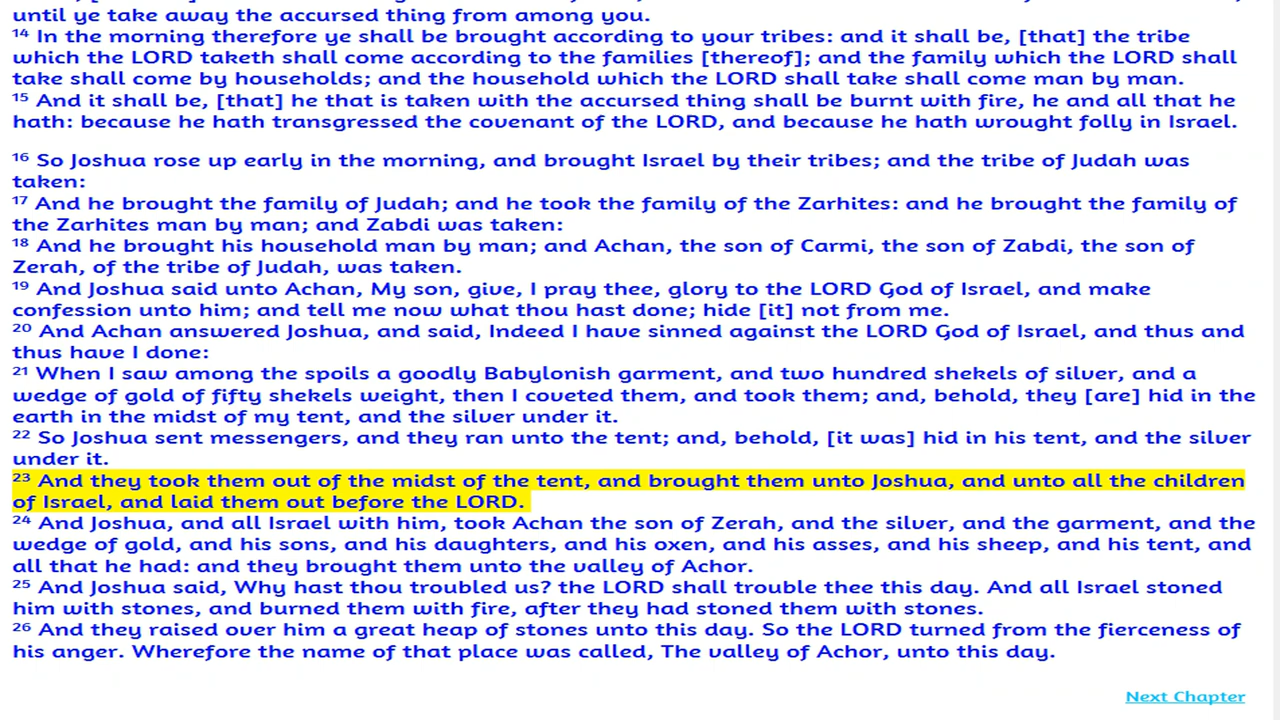 until ye take away the accursed thing from among you.
14 In the morning therefore ye shall be brought according to your tribes: and it shall be, [that] the tribe
which the LORD taketh shall come according to the families [thereof]; and the family which the LORD shall
take shall come by households; and the household which the LORD shall take shall come man by man.
15 And it shall be, [that] he that is taken with the accursed thing shall be burnt with fire, he and all that he
hath: because he hath transgressed the covenant of the LORD, and because he hath wrought folly in Israel.
16 So Joshua rose up early in the morning, and brought Israel by their tribes; and the tribe of Judah was
taken:
17 And he brought the family of Judah; and he took the family of the Zarhites: and he brought the family of
the Zarhites man by man; and Zabdi was taken:
18 And he brought his household man by man; and Achan, the son of Carmi, the son of Zabdi, the son of
Zerah, of the tribe of Judah, was taken.
19 And Joshua said unto Achan, My son, give, I pray thee, glory to the LORD God of Israel, and make
confession unto him; and tell me now what thou hast done; hide [it] not from me.
20 And Achan answered Joshua, and said, Indeed I have sinned against the LORD God of Israel, and thus and
thus have I done:
21 When I saw among the spoils a goodly Babylonish garment, and two hundred shekels of silver, and a
wedge of gold of fifty shekels weight, then I coveted them, and took them; and, behold, they [are] hid in the
earth in the midst of my tent, and the silver under it.
22 So Joshua sent messengers, and they ran unto the tent; and, behold, [it was] hid in his tent, and the silver
under it.
23 And they took them out of the midst of the tent, and brought them unto Joshua, and unto all the children
of Israel, and laid them out before the LORD.
24 And Joshua, and all Israel with him, took Achan the son of Zerah, and the silver, and the garment, and the
wedge of gold, and his sons, and his daughters, and his oxen, and his asses, and his sheep, and his tent, and
all that he had: and they brought them unto the valley of Achor.
25 And Joshua said, Why hast thou troubled us? the LORD shall trouble thee this day. And all Israel stoned
him with stones, and burned them with fire, after they had stoned them with stones.
26 And they raised over him a great heap of stones unto this day. So the LORD turned from the fierceness of
his anger. Wherefore the name of that place was called, The valley of Achor, unto this day.
Next Chapter